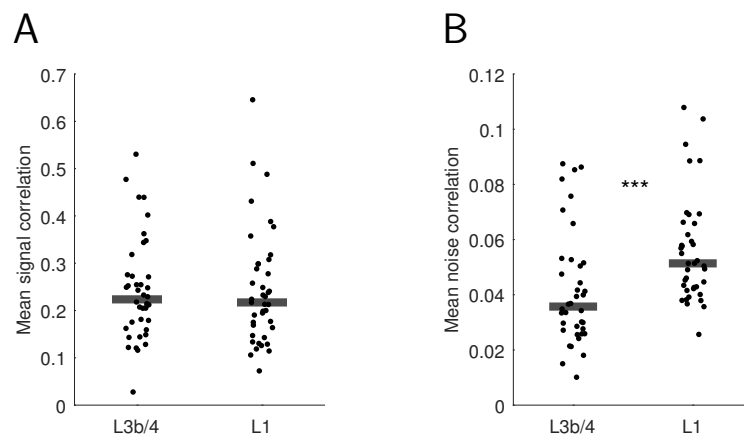 A
Mean signal correlation
0.7
0.6
0.5
0.4
0.3
0.2
0.1
0
L3b/4
L1
B
Mean noise correlation
0.12
0.1
0.08
0.06
0.04
0.02
0
***
L3b/4
L1